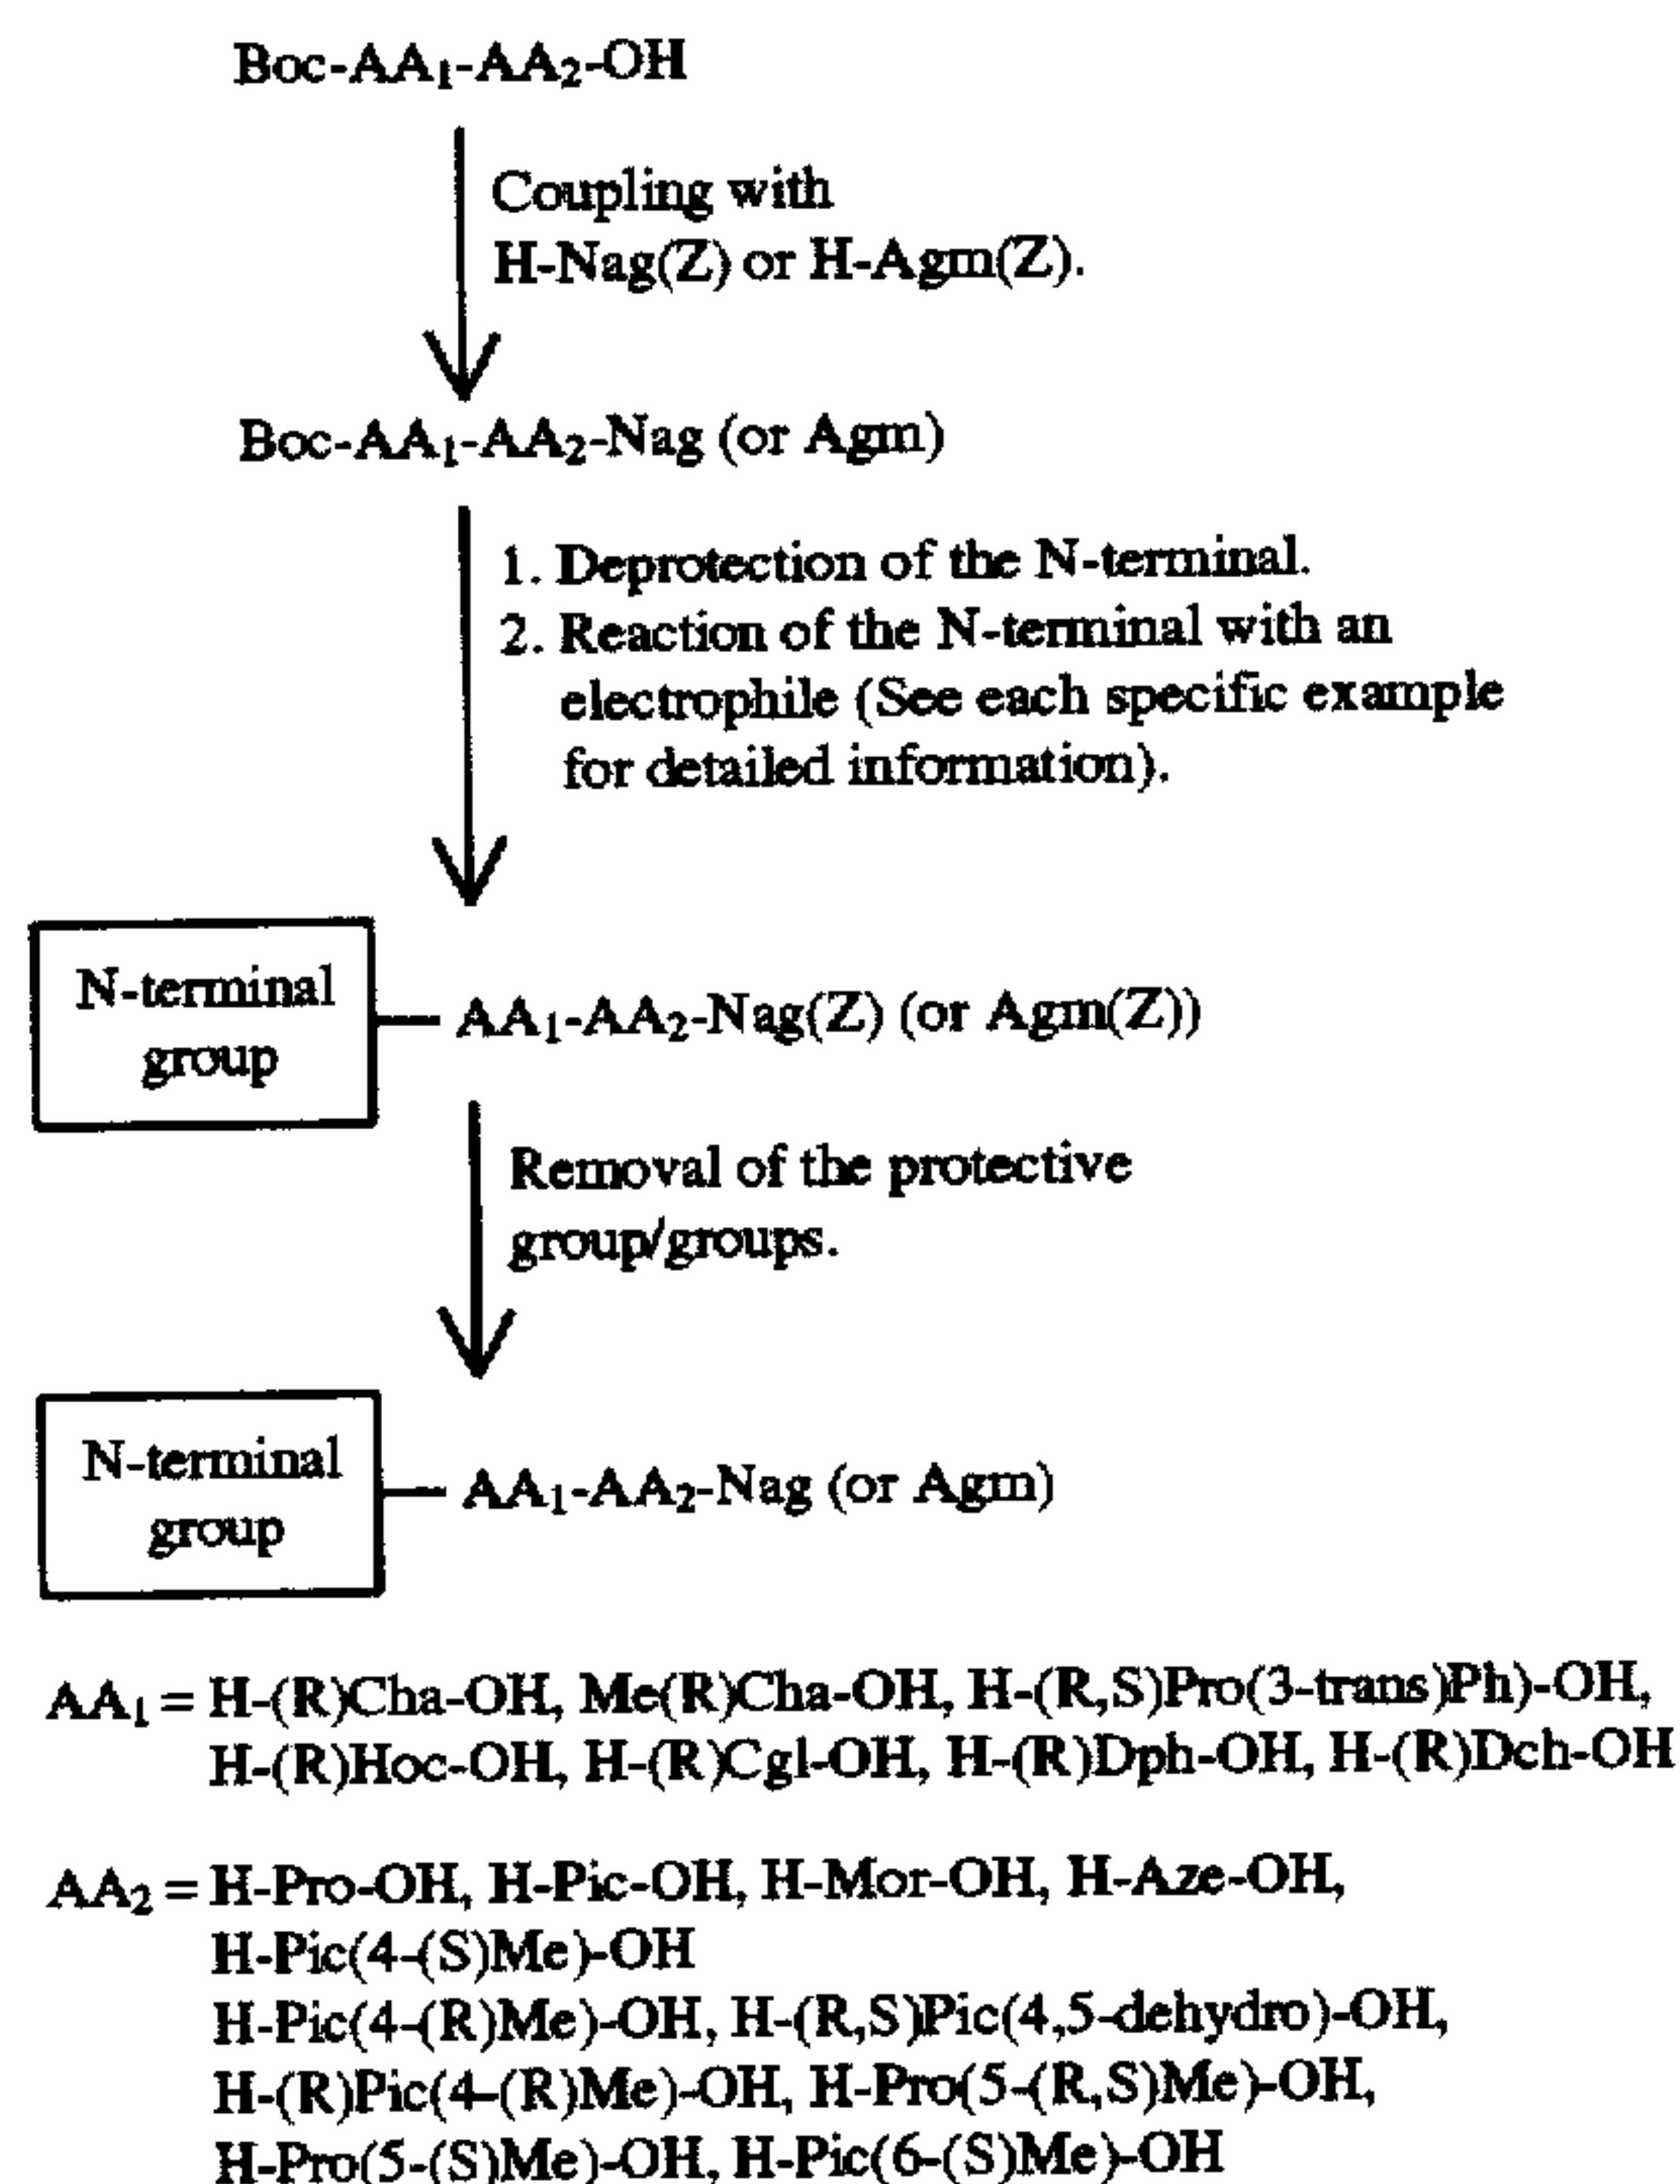 Boc-AA1-AA2-OH
Coupling with
H-Nag(Z) or H-Agm(Z).
Boc-AA1-AA2-Nag (or Agm)
1. Deprotection of the N-terminal.
2. Reaction of the N-terminal with an
electrophile (See each specific example
for detailed information).
N-terminal
group
AA1-AA2-Nag(Z) (or Agm(Z))
Removal of the protective
group/groups.
N-terminal
group
AA1-AA2-Nag (or Agm)
AA1 = H-(R)Cha-OH, Me(R)Cha-OH, H-(R,S)Pro(3-trans)Ph)-OH,
H-(R)Hoc-OH, H-(R)Cgl-OH, H-(R)Dph-OH, H-(R)Dch-OH
AA2 = H-Pro-OH, H-Pic-OH, H-Mor-OH, H-Aze-OH,
H-Pic(4-(S)Me)-OH
H-Pic(4-(R)Me)-OH, H-(R,S)Pic(4,5-dehydro)-OH,
H-(R)Pic(4-(R)Me)-OH, H-Pro(5-(R,S)Me)-OH,
H-Pro(5-(S)Me)-OH, H-Pic(6-(S)Me)-OH